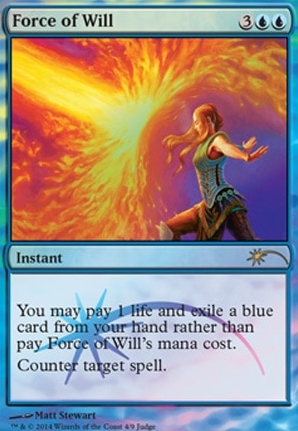 Force of Will 3
Instant
You may pay 1 life and exile a blue
card from your hand rather than
pay Force of Will's mana cost.
Counter target spell.
Matt Stewart
™ & © 2014 Wizards of the Coast 4/9 Judge